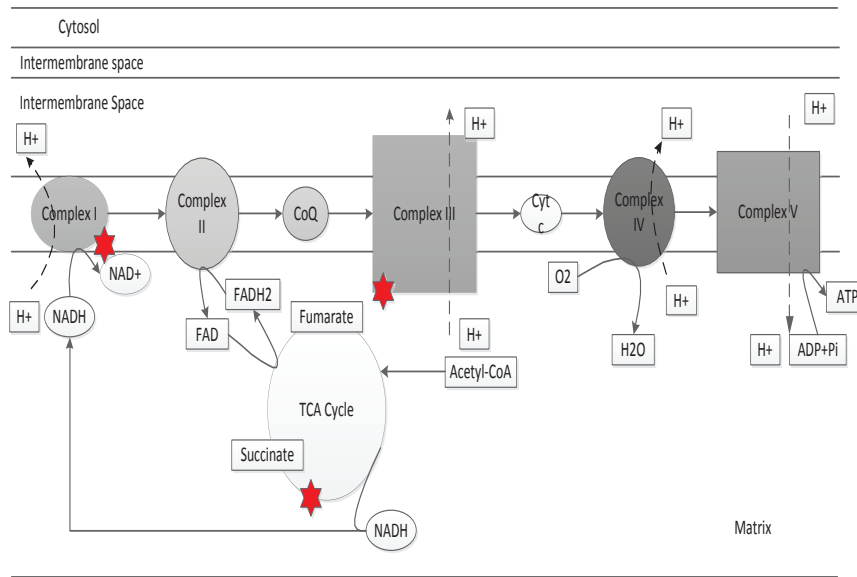 Cytosol
Intermembrane space
Intermembrane Space
H+
H+
H+
H+
Complex I
Complex
II
CoQ
Complex III
Cyt
c
Complex
IV
Complex V
NAD+
O2
FADH2
H+
NADH
H+
Fumarate
ATP
FAD
H+
H2O
H+
ADP+Pi
Acetyl-CoA
TCA Cycle
Succinate
NADH
Matrix